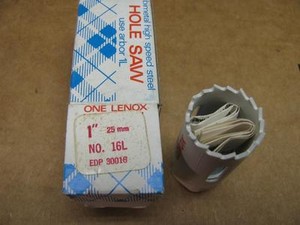 bimetal high speed steel
HOLE SAW
use arbor 1L
ONE LENOX
1" 25 mm
NO. 16L
EDP 30016